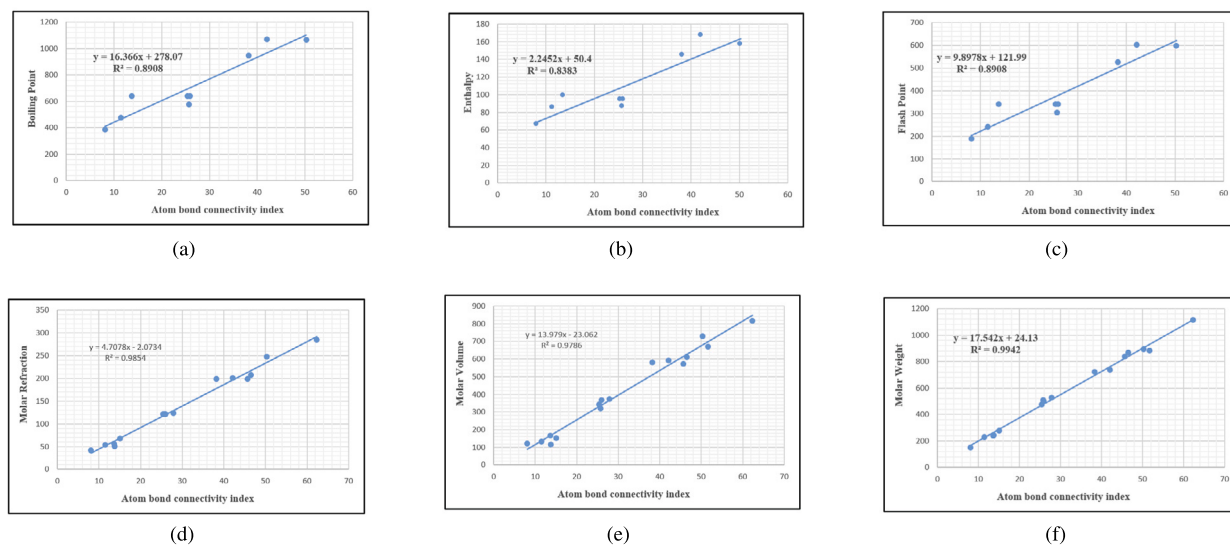 1200
1000
800
600
400
200
0
y = 16.366x + 278.07
R² = 0.8908
Boiling Point
0 10 20 30 40 50 60
Atom bond connectivity index
(a)
180
160
140
120
100
80
60
40
20
0
y = 2.2452x + 50.4
R² = 0.8383
Enthalpy
0 10 20 30 40 50 60
Atom bond connectivity index
(b)
700
600
500
400
300
200
100
0
y = 9.8978x + 121.99
R² = 0.8908
Flash Point
0 10 20 30 40 50 60
Atom bond connectivity index
(c)
350
300
250
200
150
100
50
0
y = 4.7078x - 2.0734
R² = 0.9854
Molar Refraction
0 10 20 30 40 50 60 70
Atom bond connectivity index
(d)
900
800
700
600
500
400
300
200
100
0
y = 13.979x - 23.062
R² = 0.9786
Molar Volume
0 10 20 30 40 50 60 70
Atom bond connectivity index
(e)
1200
1000
800
600
400
200
0
y = 17.542x + 24.13
R² = 0.9942
Molar Weight
0 10 20 30 40 50 60 70
Atom bond connectivity index
(f)